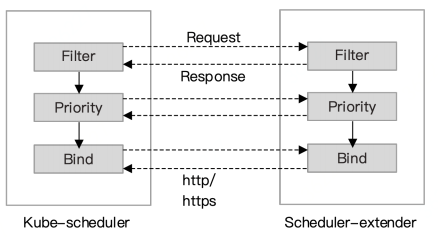 Request
Filter
Filter
Response
Priority
Priority
Bind
Bind
http/
https
Kube-scheduler
Scheduler-extender